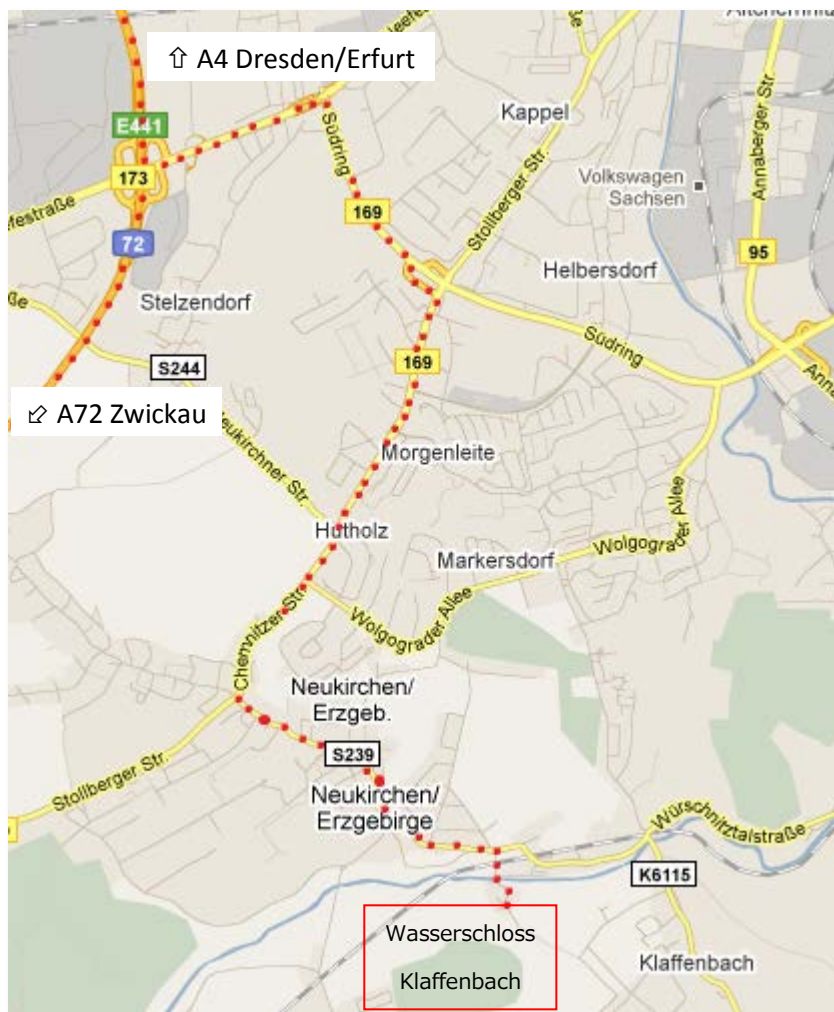 ⇧ A4 Dresden/Erfurt
Kappel
E441
Südring
Volkswagen
Sachsen
Annaberger Str.
173
Stollberger Str.
169
72
95
Helbersdorf
Stelzendorf
Südring
S244
169
⬃ A72 Zwickau
Neukirchner Str.
Morgenleite
Hutholz
Markersdorf
Wolgograder Allee
Wolgograder Allee
Chemnitzer Str.
Neukirchen/
Erzgeb.
S239
Stollberger Str.
Neukirchen/
Erzgebirge
Würschnitztalstraße
K6115
Wasserschloss
Klaffenbach
Klaffenbach